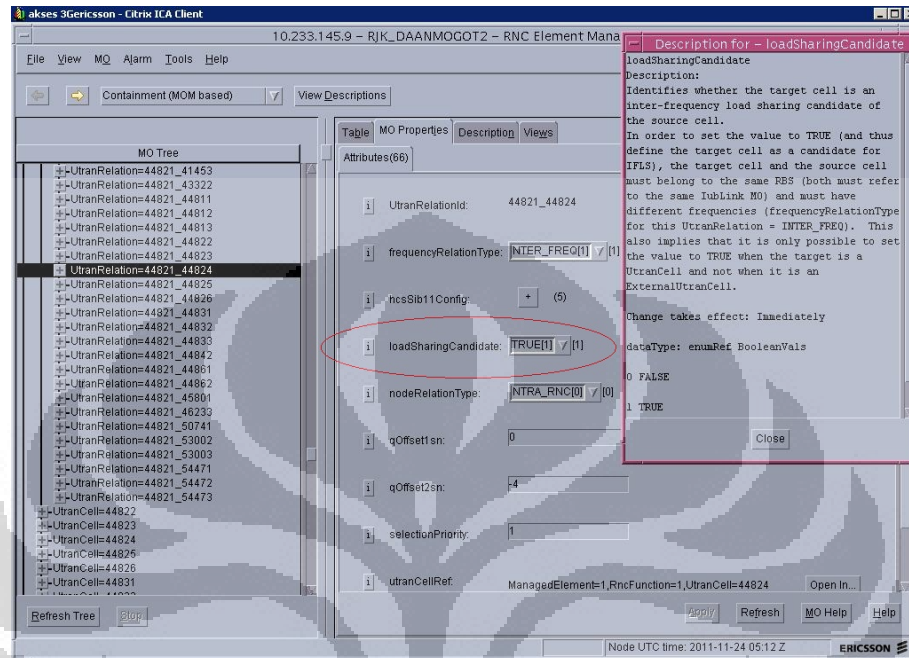 akses 3Gericsson - Citrix ICA Client
10.233.145.9 – RJK_DAANMOGOT2 – RNC Element Mana
File View MO Alarm Tools Help
Containment (MOM based)
View Descriptions
MO Tree
UtranRelation=44821_41453
UtranRelation=44821_43322
UtranRelation=44821_44811
UtranRelation=44821_44812
UtranRelation=44821_44813
UtranRelation=44821_44822
UtranRelation=44821_44823
UtranRelation=44821_44824
UtranRelation=44821_44825
UtranRelation=44821_44826
UtranRelation=44821_44831
UtranRelation=44821_44832
UtranRelation=44821_44833
UtranRelation=44821_44842
UtranRelation=44821_44861
UtranRelation=44821_44862
UtranRelation=44821_45801
UtranRelation=44821_46233
UtranRelation=44821_50741
UtranRelation=44821_53002
UtranRelation=44821_53003
UtranRelation=44821_54471
UtranRelation=44821_54472
UtranRelation=44821_54473
UtranCell=44822
UtranCell=44823
UtranCell=44824
UtranCell=44825
UtranCell=44826
UtranCell=44831
Refresh Tree Stop
Table MO Properties Description Views
Attributes(66)
i UtranRelationId: 44821_44824
i frequencyRelationType: INTER_FREQ[1] [1]
i hcsSib11Config: + (5)
i loadSharingCandidate: TRUE[1] [1]
i nodeRelationType: NTRA_RNC[0] [0]
i qOffset1sn: 0
i qOffset2sn: -4
i selectionPriority: 1
i utranCellRef: ManagedElement=1,RncFunction=1,UtranCell=44824 Open In...
Apply Refresh MO Help Help
Node UTC time: 2011-11-24 05:12 Z
ERICSSON
Description for – loadSharingCandidate
loadSharingCandidate
Description:
Identifies whether the target cell is an
inter-frequency load sharing candidate of
the source cell.
In order to set the value to TRUE (and thus
define the target cell as a candidate for
IFLS), the target cell and the source cell
must belong to the same RBS (both must refer
to the same IubLink MO) and must have
different frequencies (frequencyRelationType
for this UtranRelation = INTER_FREQ). This
also implies that it is only possible to set
the value to TRUE when the target is a
UtranCell and not when it is an
ExternalUtranCell.
Change takes effect: Immediately
dataType: enumRef BooleanVals
0 FALSE
1 TRUE
Close